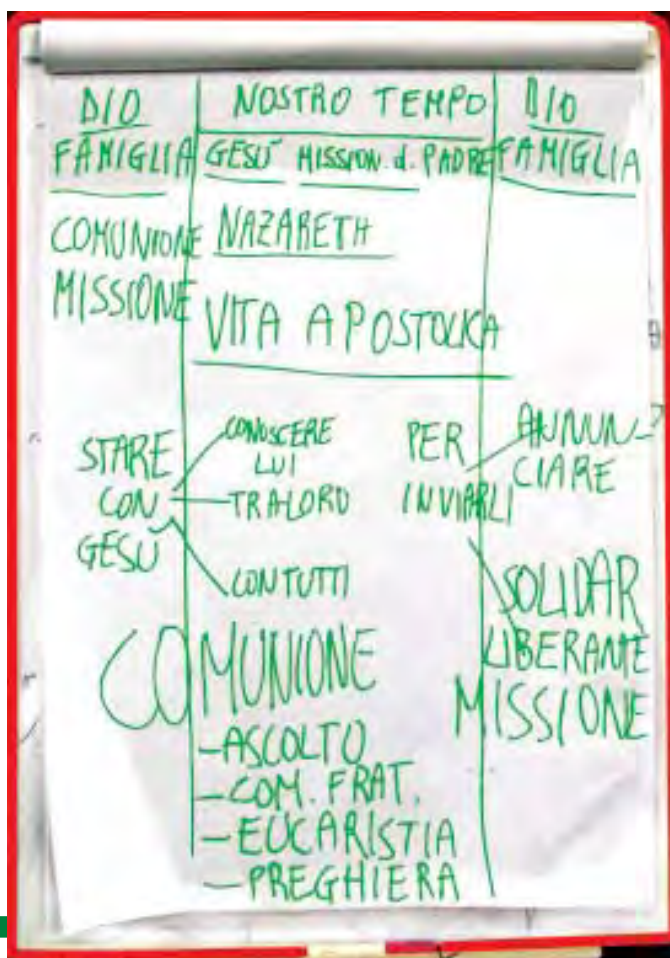 DIO NOSTRO TEMPO DIO
FAMIGLIA GESÙ MISSION. d. PADRE FAMIGLIA
COMUNIONE NAZARETH
MISSIONE
VITA APOSTOLICA
STARE
CON
GESÙ
CONOSCERE
LUI
TRA LORO
CON TUTTI
PER
INVIARLI
ANNUN-
CIARE
SOLIDAR
LIBERANTE
COMUNIONE
MISSIONE
-ASCOLTO
-COM. FRAT.
-EUCARISTIA
-PREGHIERA